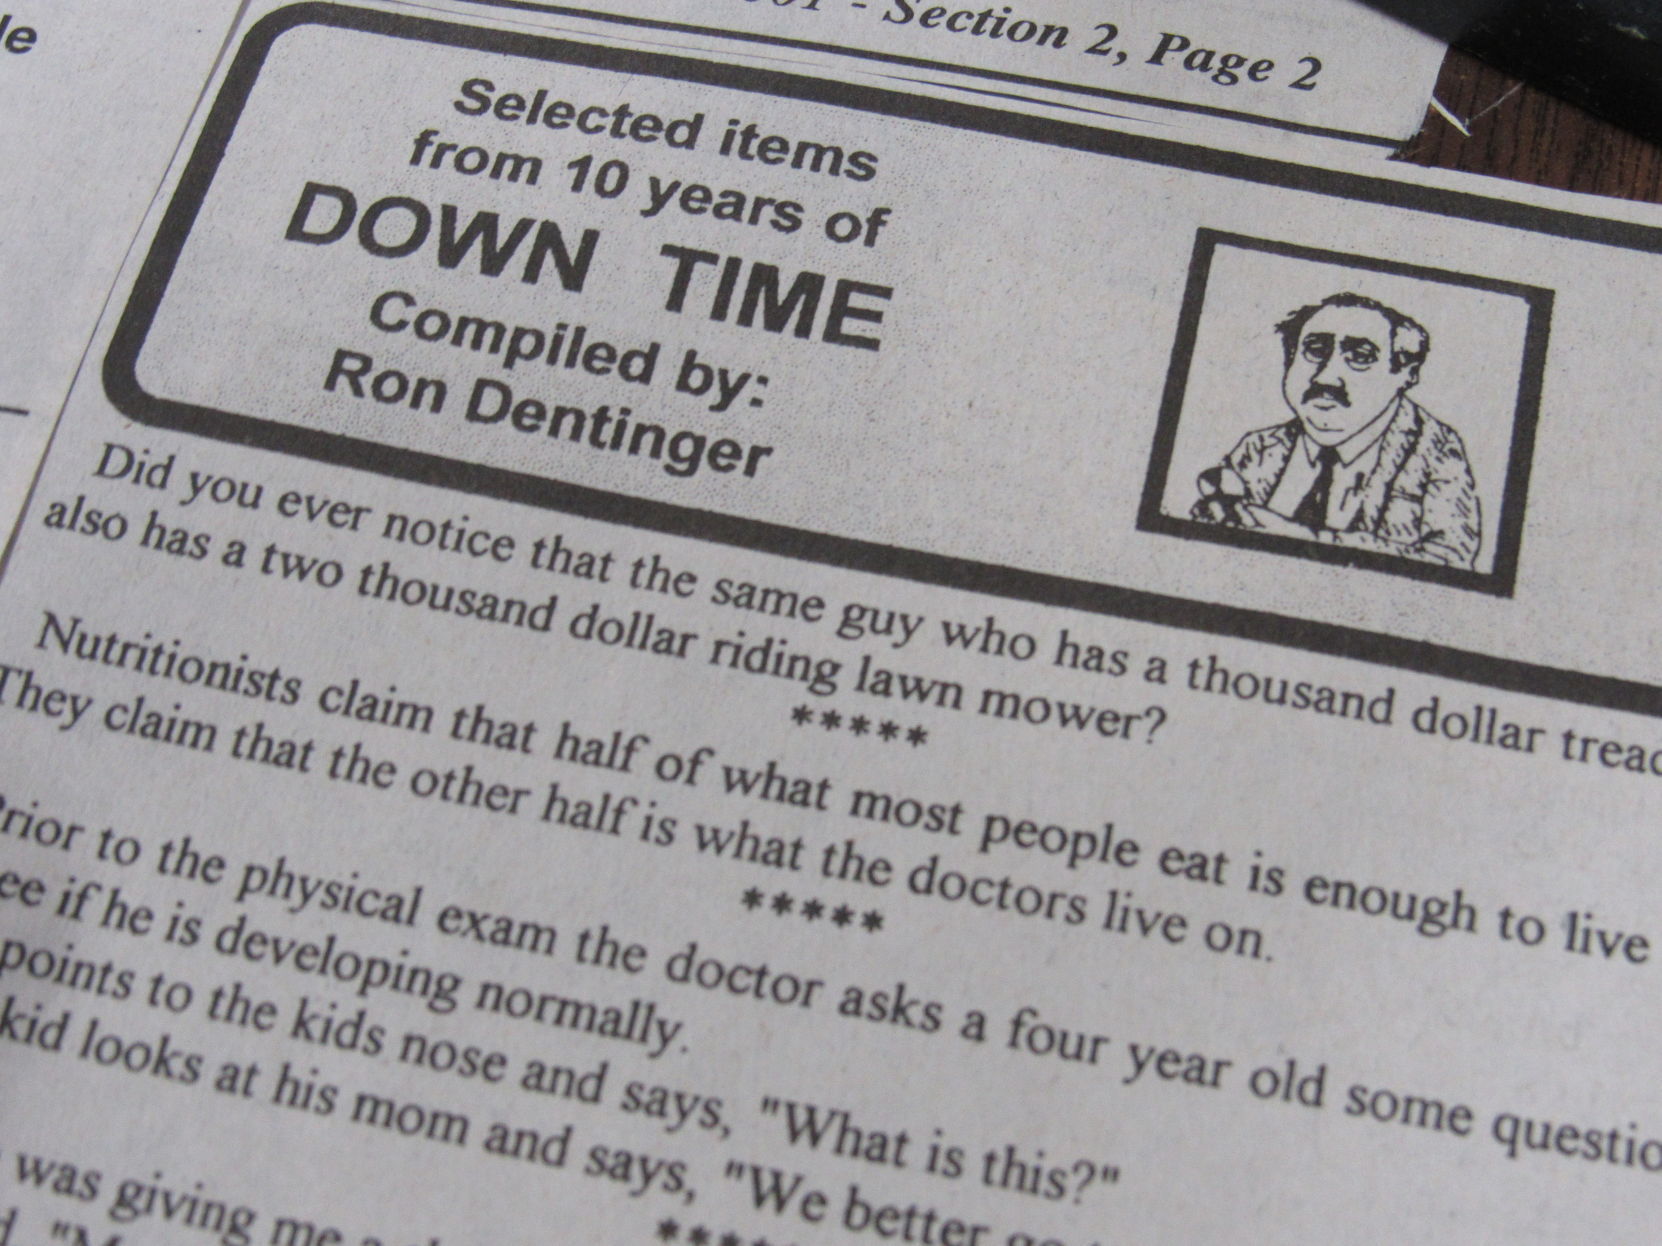 le
- Section 2, Page 2
Selected items
from 10 years of
DOWN TIME
Compiled by:
Ron Dentinger
Did you ever notice that the same guy who has a thousand dollar
also has a two thousand dollar riding lawn mower?
*****
Nutritionists claim that half of what most people eat is enough to live
They claim that the other half is what the doctors live on.
*****
Prior to the physical exam the doctor asks a four year old some
if he is developing normally.
points to the kids nose and says, "What is this?"
kid looks at his mom and says, "We better
*****
was giving me a